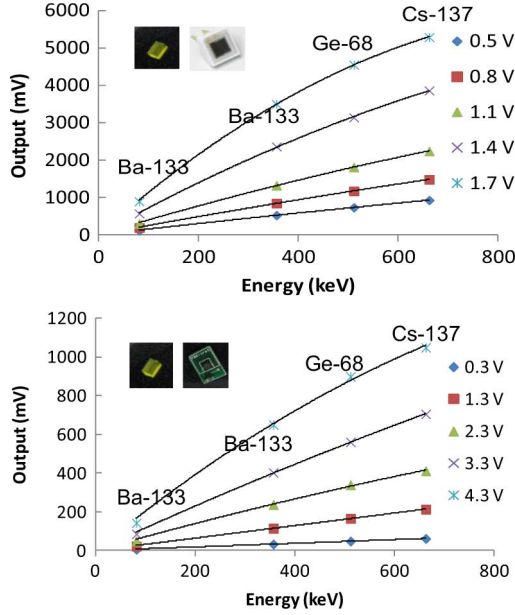 6000
5000
4000
3000
2000
1000
0
Output (mV)
Cs-137
Ge-68
Ba-133
Ba-133
0.5 V
0.8 V
1.1 V
1.4 V
1.7 V
0 200 400 600 800
Energy (keV)
1200
1000
800
600
400
200
0
Output (mV)
Cs-137
Ge-68
Ba-133
Ba-133
0.3 V
1.3 V
2.3 V
3.3 V
4.3 V
0 200 400 600 800
Energy (keV)